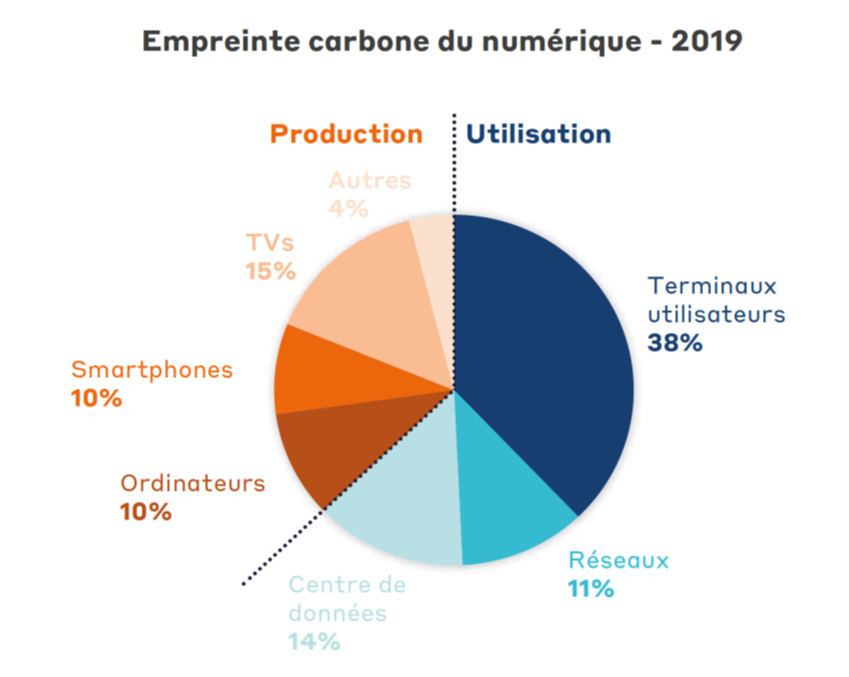 Empreinte carbone du numérique - 2019
Production
Utilisation
Autres
4%
TVs
15%
Smartphones
10%
Ordinateurs
10%
Terminaux
utilisateurs
38%
Réseaux
11%
Centre de
données
14%